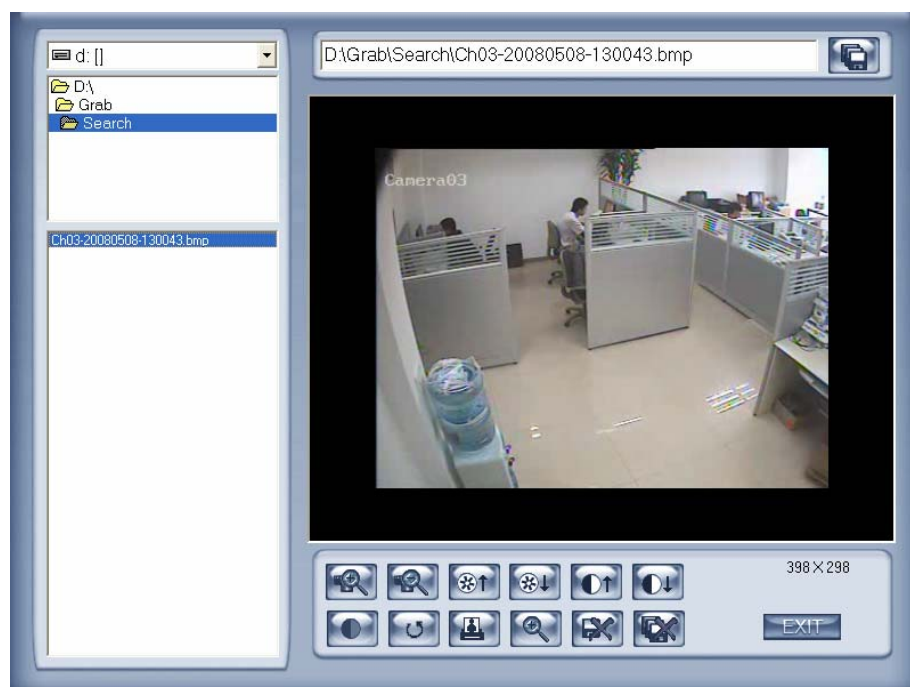 d: []
D:\Grab\Search\Ch03-20080508-130043.bmp
D:\
Grab
Search
Ch03-20080508-130043.bmp
Camera03
398×298
EXIT